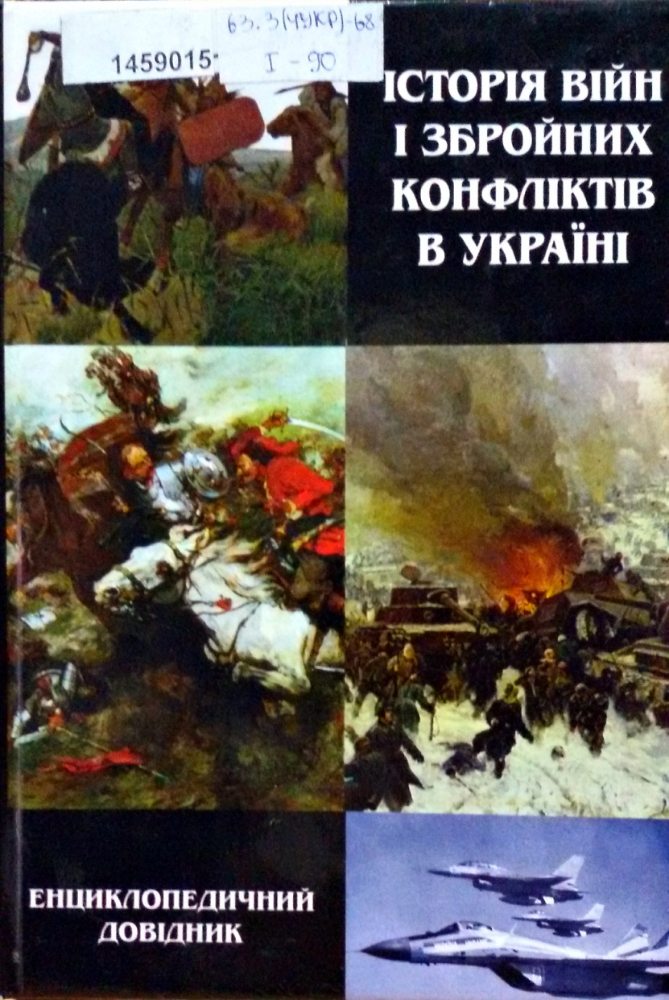 63.3(4УКР)-68
1459015
І-90
ІСТОРІЯ ВІЙН
І ЗБРОЙНИХ
КОНФЛІКТІВ
В УКРАЇНІ
ЕНЦИКЛОПЕДИЧНИЙ
ДОВІДНИК